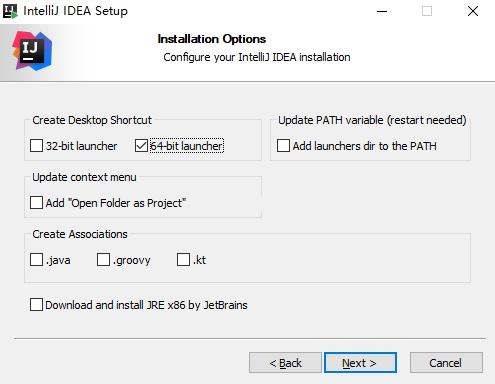 IntelliJ IDEA Setup
IJ
Installation Options
Configure your IntelliJ IDEA installation
Create Desktop Shortcut
32-bit launcher
64-bit launcher
Update PATH variable (restart needed)
Add launchers dir to the PATH
Update context menu
Add "Open Folder as Project"
Create Associations
.java
.groovy
.kt
Download and install JRE x86 by JetBrains
< Back
Next >
Cancel